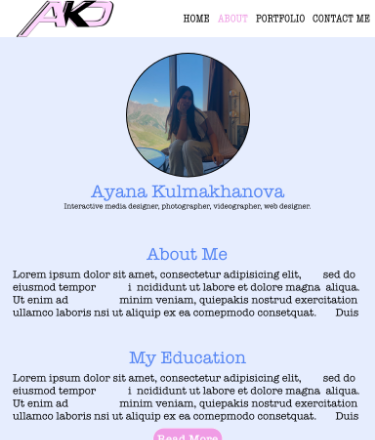 AKD
HOME ABOUT PORTFOLIO CONTACT ME
Ayana Kulmakhanova
Interactive media designer, photographer, videographer, web designer.
About Me
Lorem ipsum dolor sit amet, consectetur adipisicing elit, sed do
eiusmod tempor i ncididunt ut labore et dolore magna aliqua.
Ut enim ad minim veniam, quiepakis nostrud exercitation
ullamco laboris nsi ut aliquip ex ea comepmodo consetquat. Duis
My Education
Lorem ipsum dolor sit amet, consectetur adipisicing elit, sed do
eiusmod tempor i ncididunt ut labore et dolore magna aliqua.
Ut enim ad minim veniam, quiepakis nostrud exercitation
ullamco laboris nsi ut aliquip ex ea comepmodo consetquat. Duis
Read More